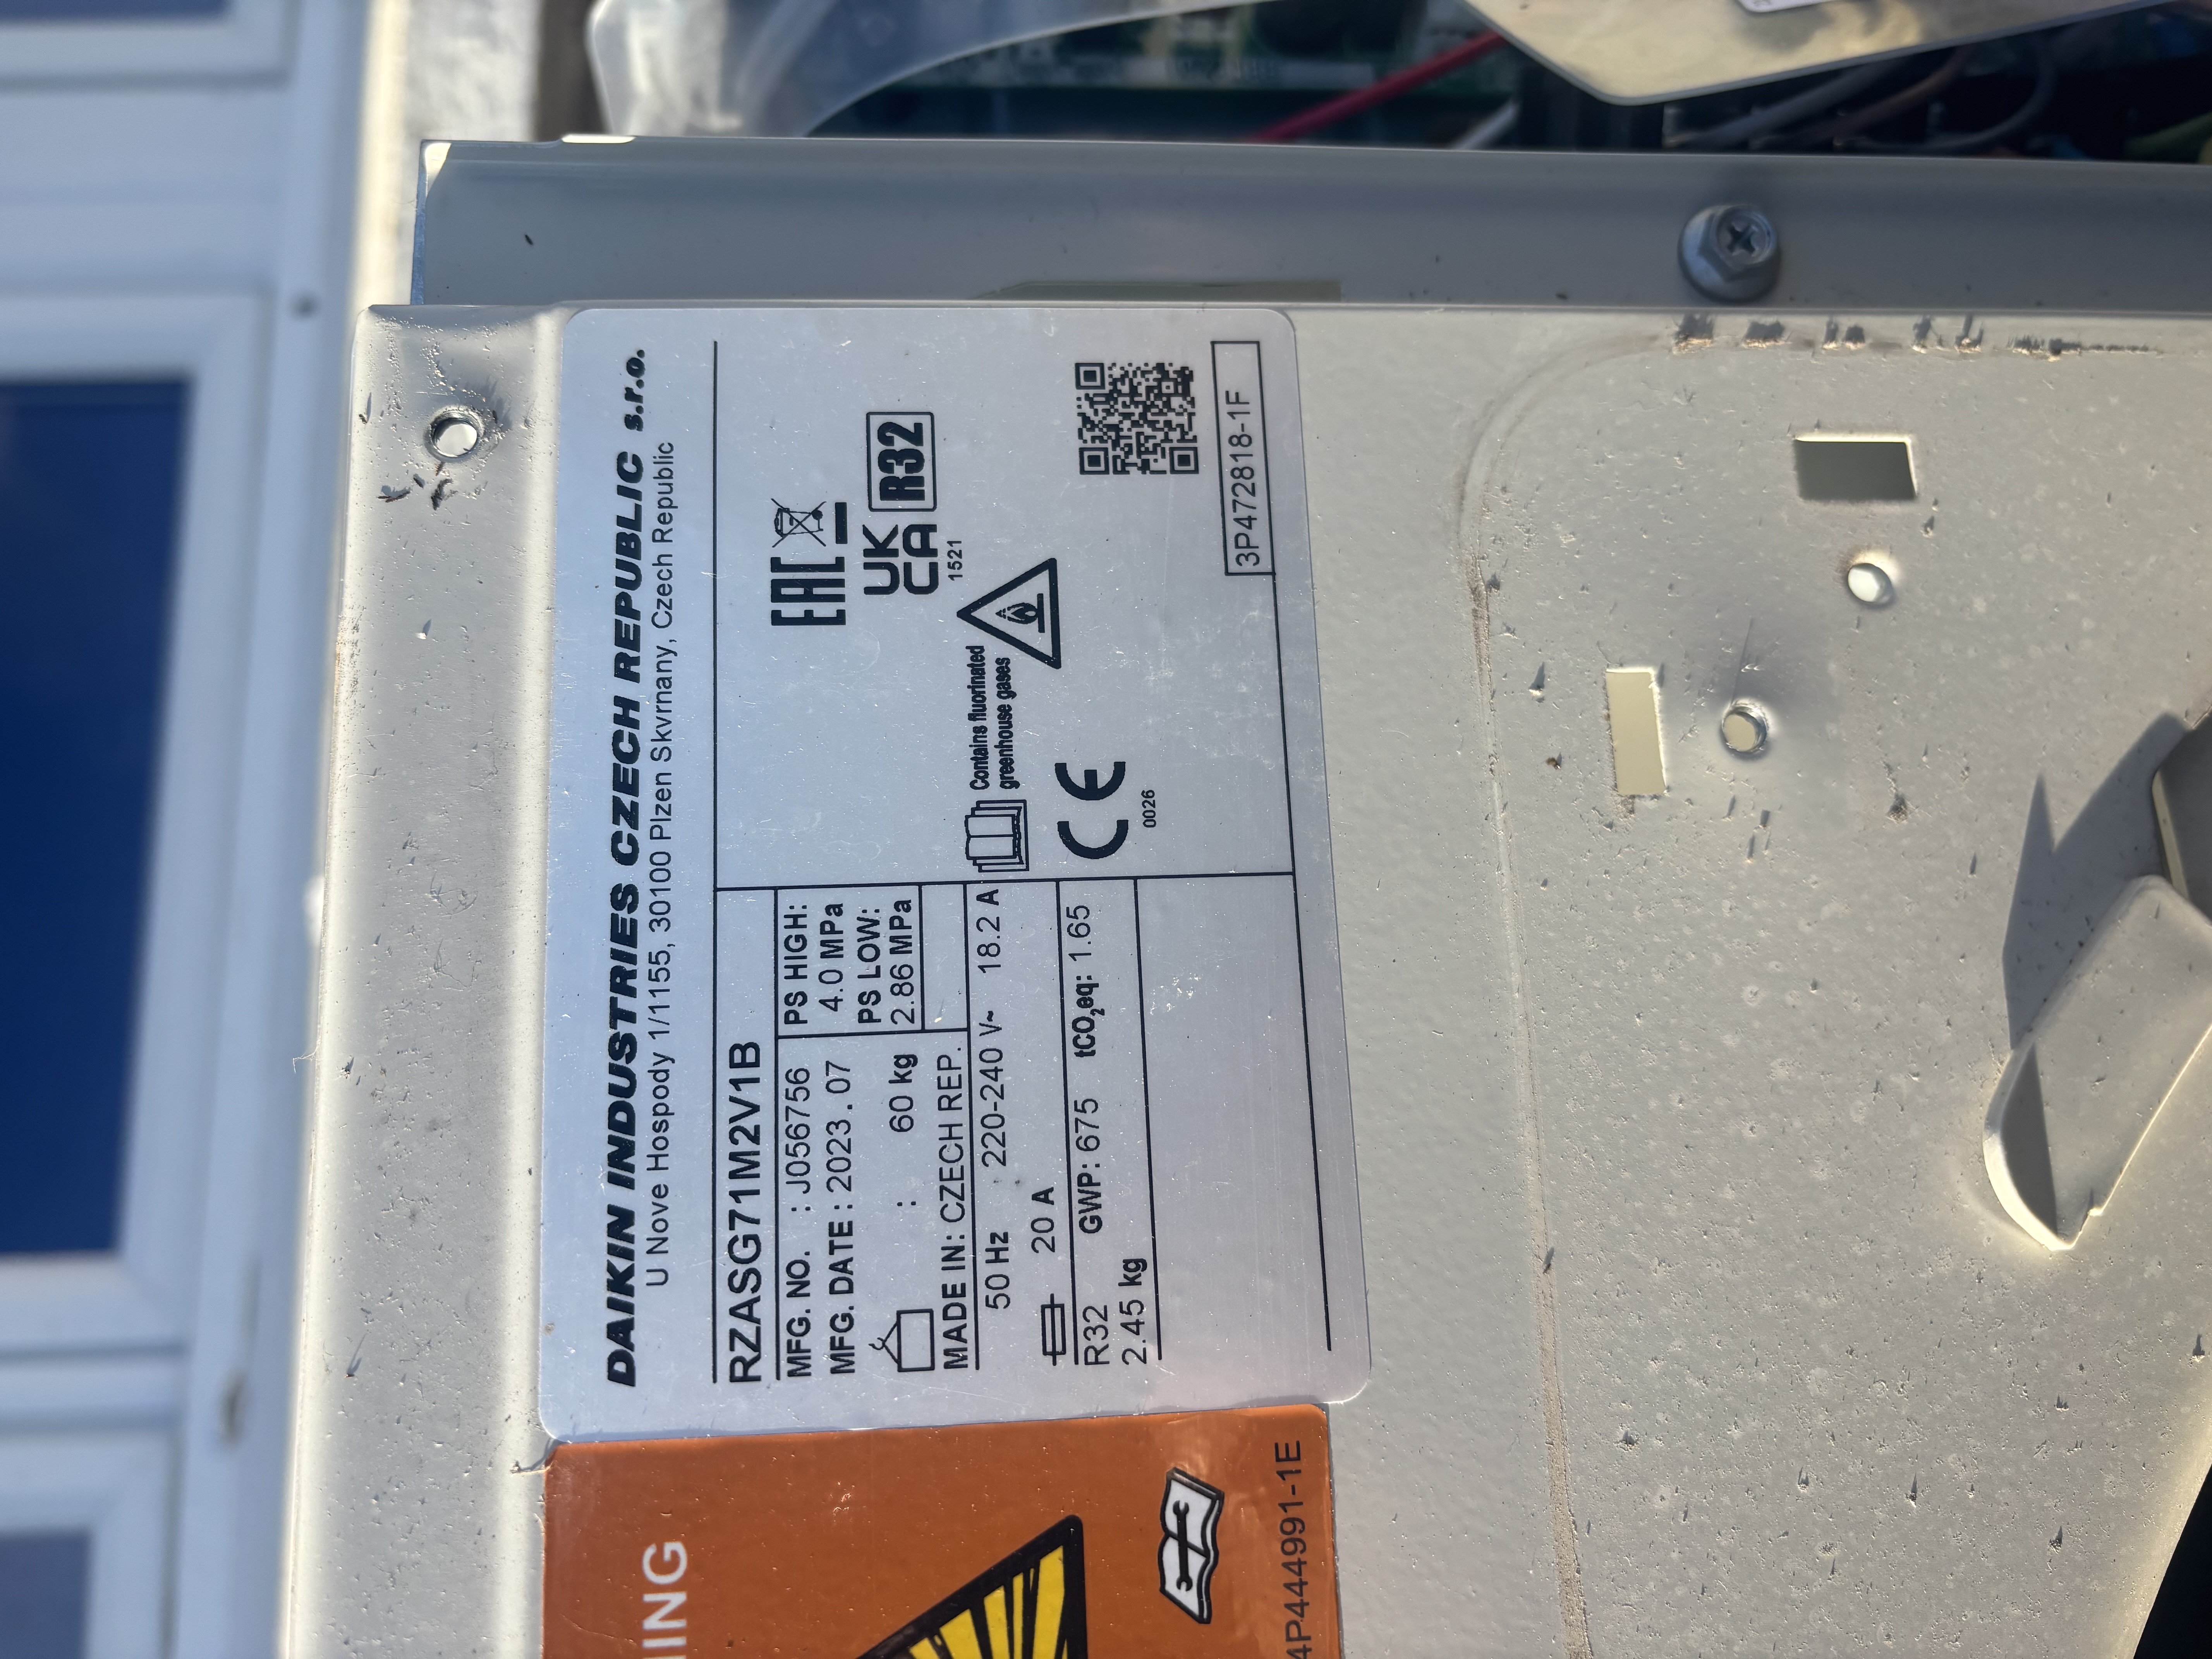 DAIKIN INDUSTRIES CZECH REPUBLIC s.r.o.
U Nove Hospody 1/1155, 30100 Plzen Skvrnany, Czech Republic
RZASG71M2V1B
MFG. NO. : J056756
MFG. DATE : 2023.07
: 60 kg
MADE IN: CZECH REP.
PS HIGH:
4.0 MPa
PS LOW:
2.86 MPa
50 Hz 220-240 V~ 18.2 A
20 A
R32 GWP: 675 tCO₂eq: 1.65
2.45 kg
EAC
UK
CA
1521
R32
Contains fluorinated
greenhouse gases
CE
0026
3P472818-1F
ING
4P444991-1E